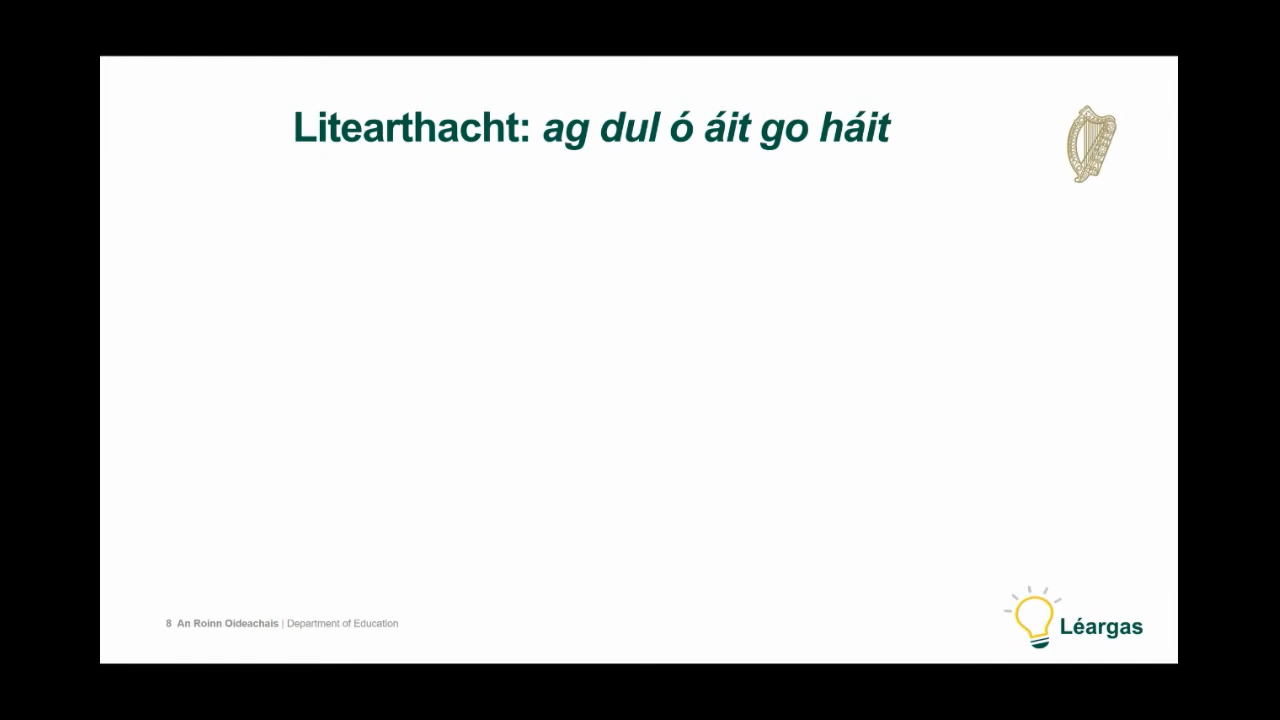 Litearthacht: ag dul ó áit go háit
8 An Roinn Oideachais | Department of Education
Léargas